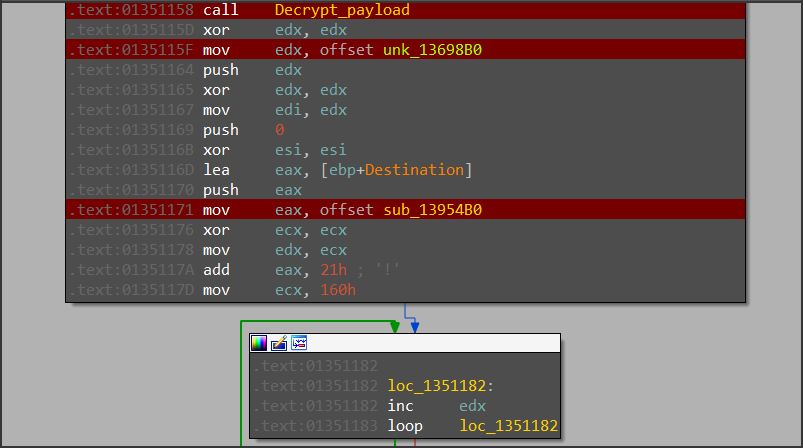 .text:01351158 call Decrypt_payload
.text:0135115D xor edx, edx
.text:0135115F mov edx, offset unk_13698B0
.text:01351164 push edx
.text:01351165 xor edx, edx
.text:01351167 mov edi, edx
.text:01351169 push 0
.text:0135116B xor esi, esi
.text:0135116D lea eax, [ebp+Destination]
.text:01351170 push eax
.text:01351171 mov eax, offset sub_13954B0
.text:01351176 xor ecx, ecx
.text:01351178 mov edx, ecx
.text:0135117A add eax, 21h ; '!'
.text:0135117D mov ecx, 160h
.text:01351182
.text:01351182 loc_1351182:
.text:01351182 inc edx
.text:01351183 loop loc_1351182